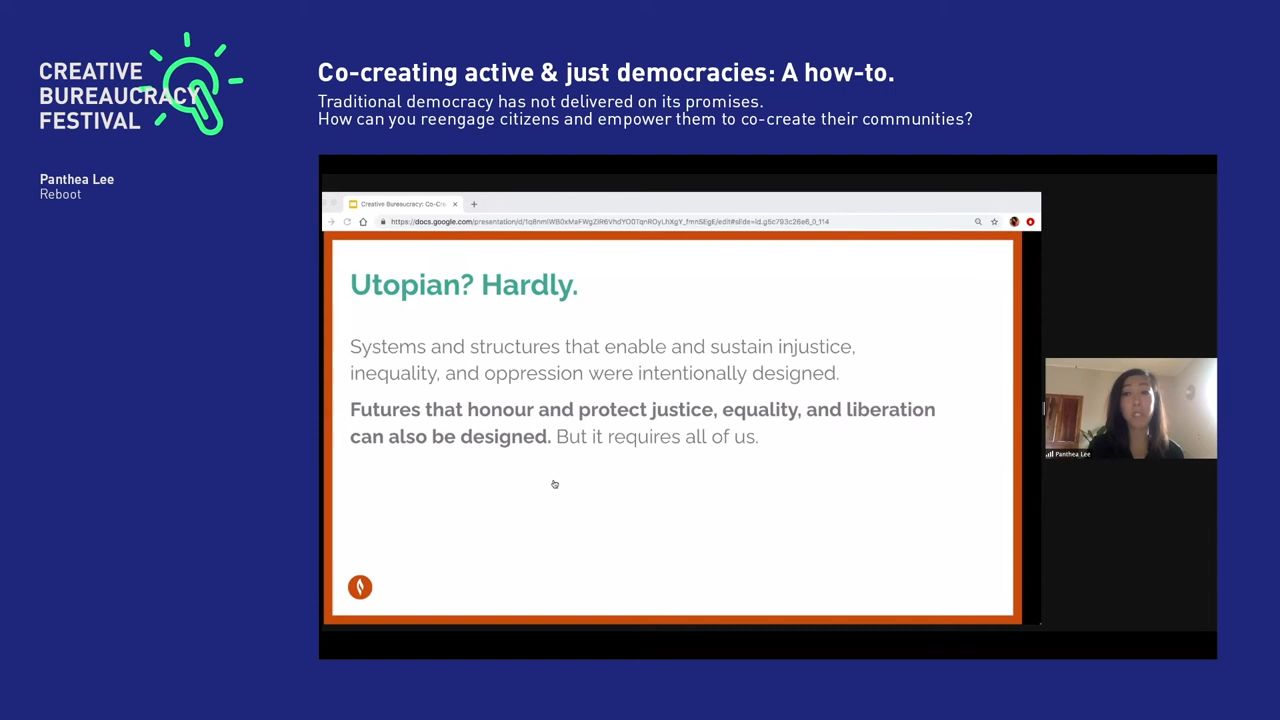 CREATIVE
BUREAUCRACY
FESTIVAL
Panthea Lee
Reboot
Co-creating active & just democracies: A how-to.
Traditional democracy has not delivered on its promises.
How can you reengage citizens and empower them to co-create their communities?
Creative Bureaucracy: Co-Cre
Utopian? Hardly.
Systems and structures that enable and sustain injustice,
inequality, and oppression were intentionally designed.
Futures that honour and protect justice, equality, and liberation
can also be designed. But it requires all of us.
Panthea Lee